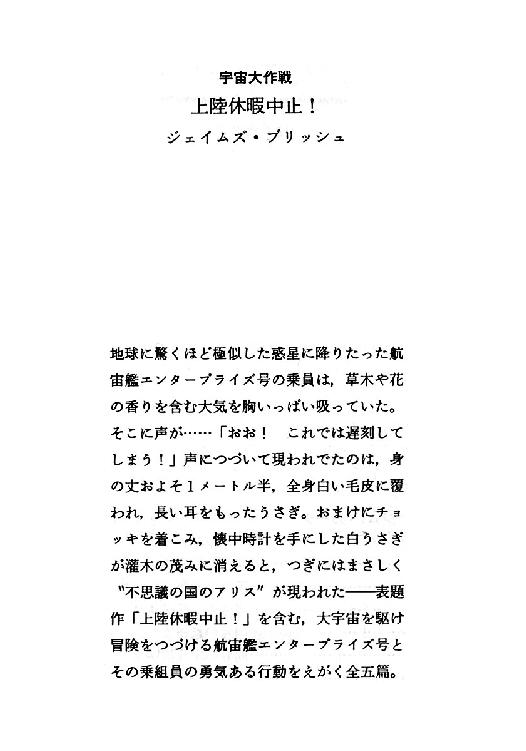 宇宙大作戦
上陸休暇中止！
ジェイムズ・ブリッシュ
地球に驚くほど極似した惑星に降りたった航
宙艦エンタープライズ号の乗員は，草木や花
の香りを含む大気を胸いっぱい吸っていた。
そこに声が……「おお！　これでは遅刻して
しまう！」声につづいて現われでたのは，身
の丈およそ１メートル半，全身白い毛皮に覆
われ，長い耳をもったうさぎ。おまけにチョ
ッキを着こみ，懐中時計を手にした白うさぎ
が灌木の茂みに消えると，つぎにはまさしく
〝不思議の国のアリス〟が現われた──表題
作「上陸休暇中止！」を含む，大宇宙を駆け
冒険をつづける航宙艦エンタープライズ号と
その乗組員の勇気ある行動をえがく全五篇。